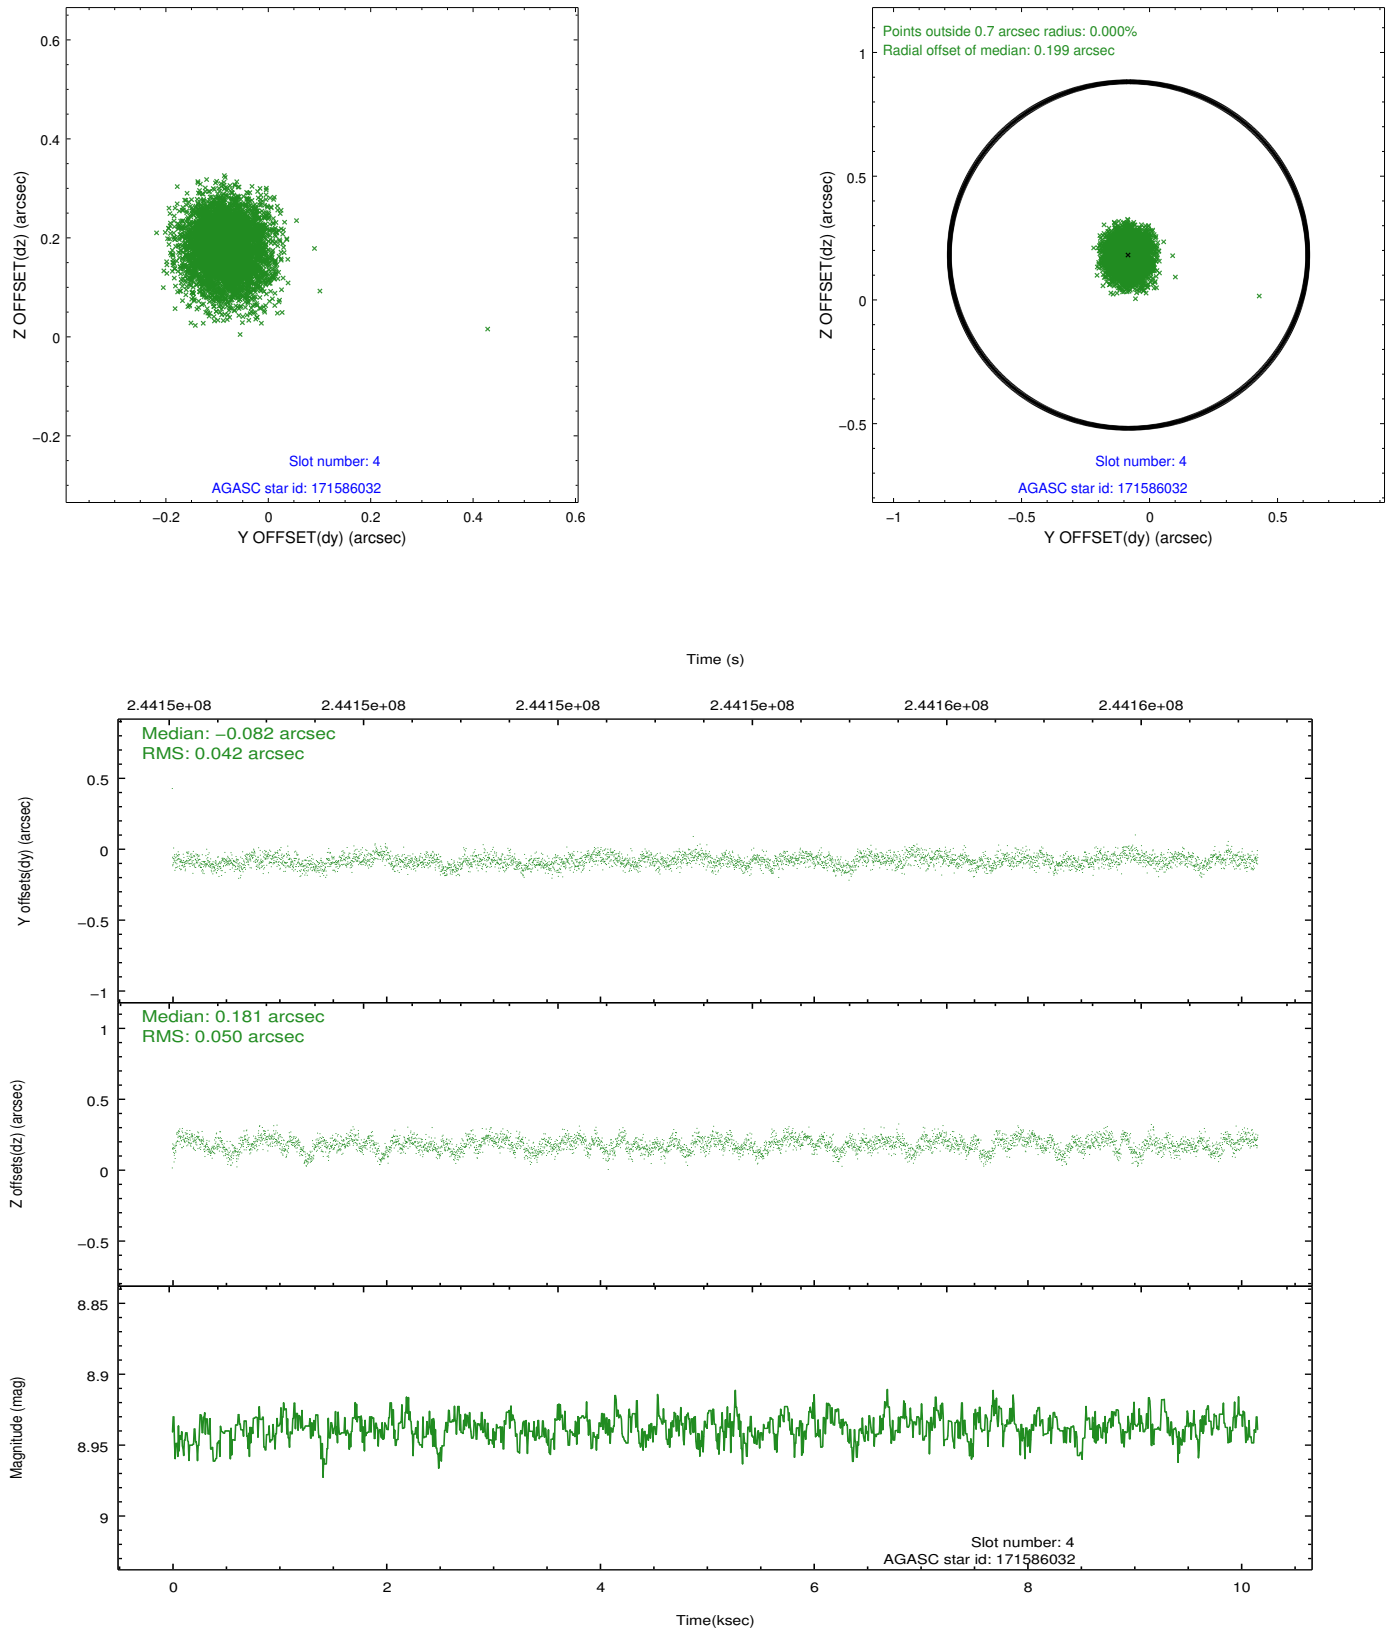 0.6
0.4
0.2
0
−0.2
Z OFFSET(dz) (arcsec)
Slot number: 4
AGASC star id: 171586032
−0.2 0 0.2 0.4 0.6
Y OFFSET(dy) (arcsec)
Points outside 0.7 arcsec radius: 0.000%
Radial offset of median: 0.199 arcsec
1
0.5
0
−0.5
Z OFFSET(dz) (arcsec)
Slot number: 4
AGASC star id: 171586032
−1 −0.5 0 0.5
Y OFFSET(dy) (arcsec)
Time (s)
2.4415e+08 2.4415e+08 2.4415e+08 2.4415e+08 2.4416e+08 2.4416e+08
Median: −0.082 arcsec
RMS: 0.042 arcsec
0.5
0
−0.5
−1
Y offsets(dy) (arcsec)
Median: 0.181 arcsec
RMS: 0.050 arcsec
1
0.5
0
−0.5
Z offsets(dz) (arcsec)
8.85
8.9
8.95
9
Magnitude (mag)
Slot number: 4
AGASC star id: 171586032
0 2 4 6 8 10
Time(ksec)